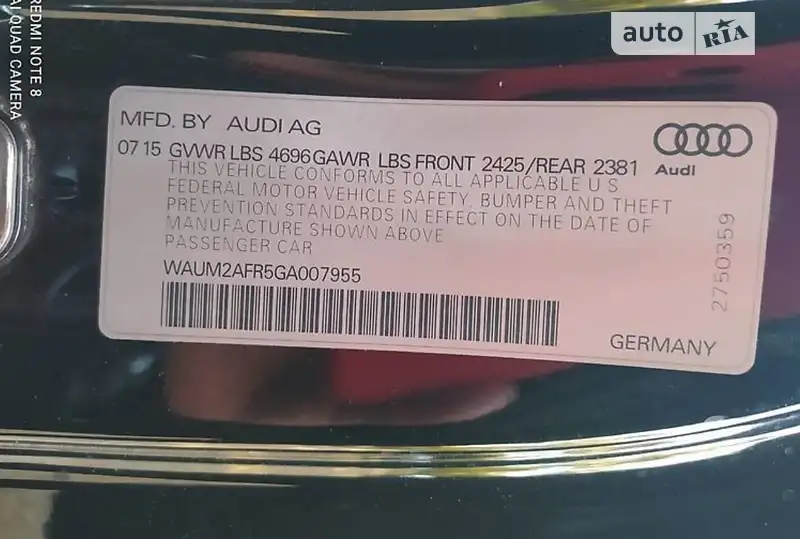 REDMI NOTE 8
AI QUAD CAMERA
auto RIA
MFD. BY AUDI AG
07 15 GVWR LBS 4696 GAWR LBS FRONT 2425/REAR 2381
Audi
THIS VEHICLE CONFORMS TO ALL APPLICABLE U S
FEDERAL MOTOR VEHICLE SAFETY, BUMPER AND THEFT
PREVENTION STANDARDS IN EFFECT ON THE DATE OF
MANUFACTURE SHOWN ABOVE
PASSENGER CAR
WAUM2AFR5GA007955
2750359
GERMANY